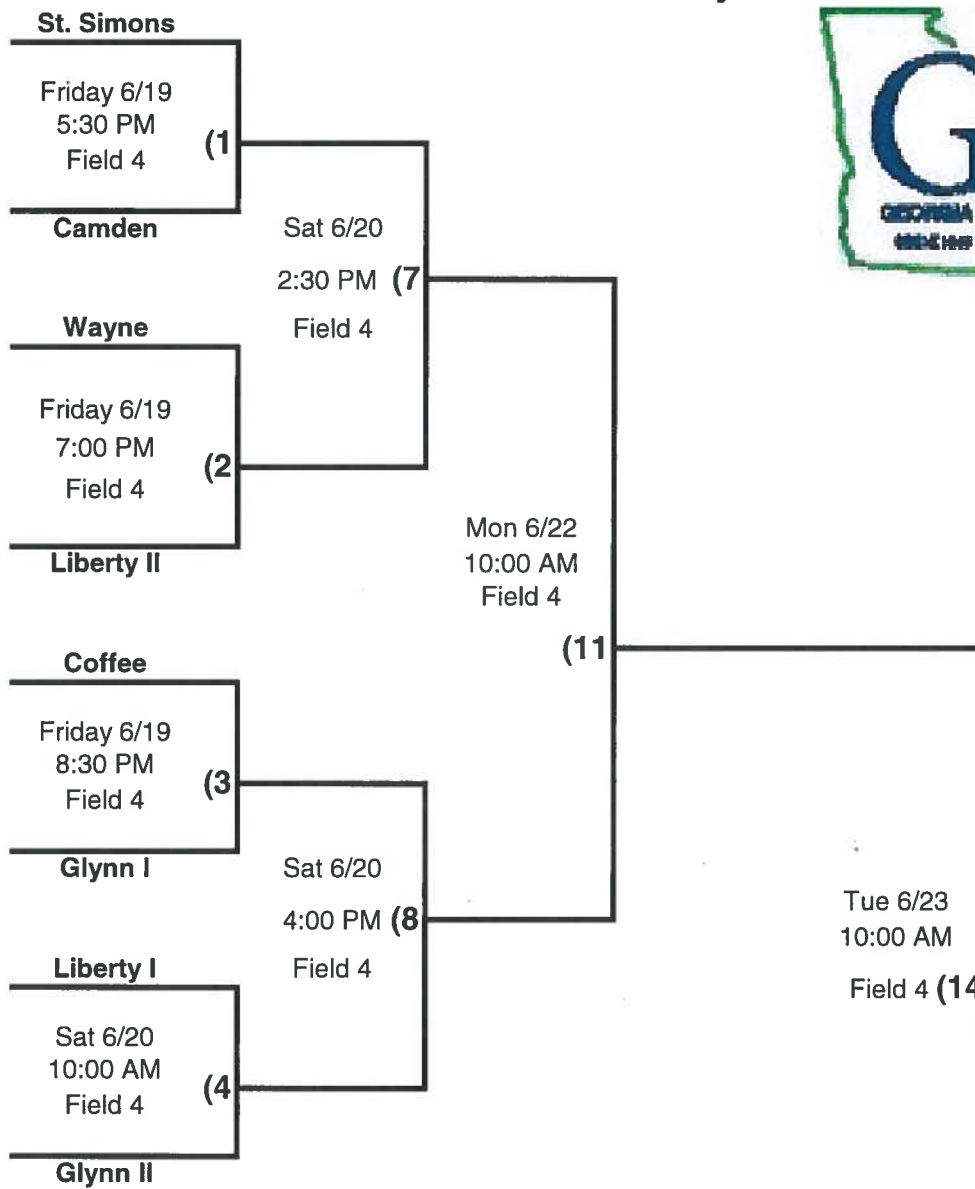 St. Simons
Friday 6/19
5:30 PM
Field 4
(1
Camden
Sat 6/20
2:30 PM (7
Field 4
Wayne
Friday 6/19
7:00 PM
Field 4
(2
Liberty II
Mon 6/22
10:00 AM
Field 4
(11
Coffee
Friday 6/19
8:30 PM
Field 4
(3
Glynn I
Sat 6/20
4:00 PM (8
Field 4
Liberty I
Sat 6/20
10:00 AM
Field 4
(4
Glynn II
Tue 6/23
10:00 AM
Field 4 (14
G
GEORGIA